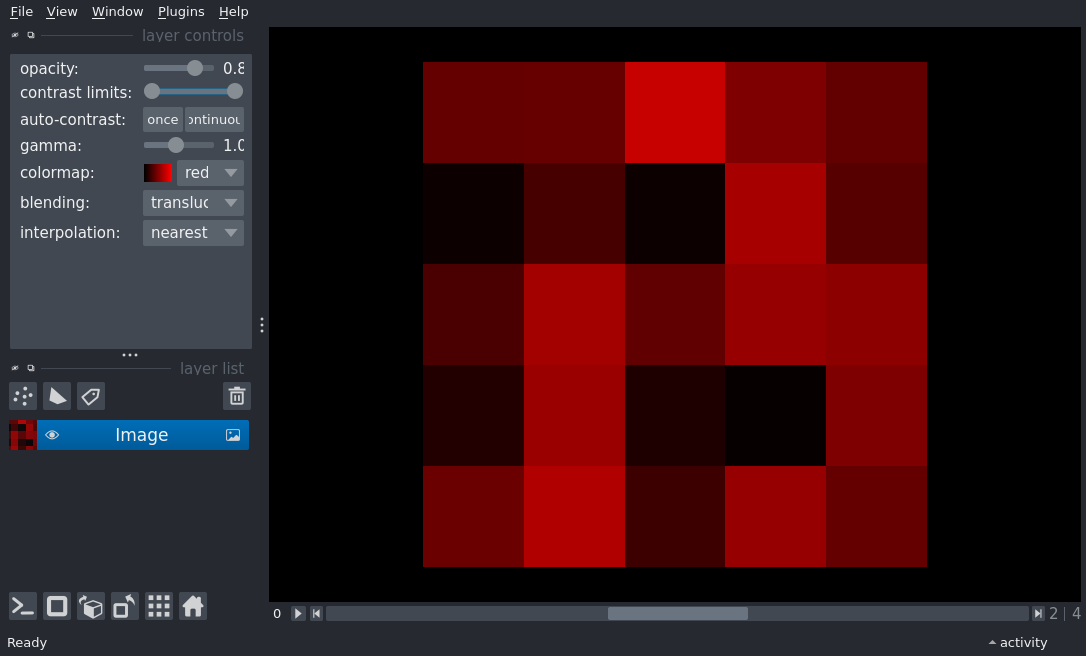 File View Window Plugins Help
layer controls
opacity: 0.8
contrast limits:
auto-contrast: once ontinuou
gamma: 1.0
colormap: red
blending: transluc
interpolation: nearest
layer list
Image
0 2 4
Ready activity